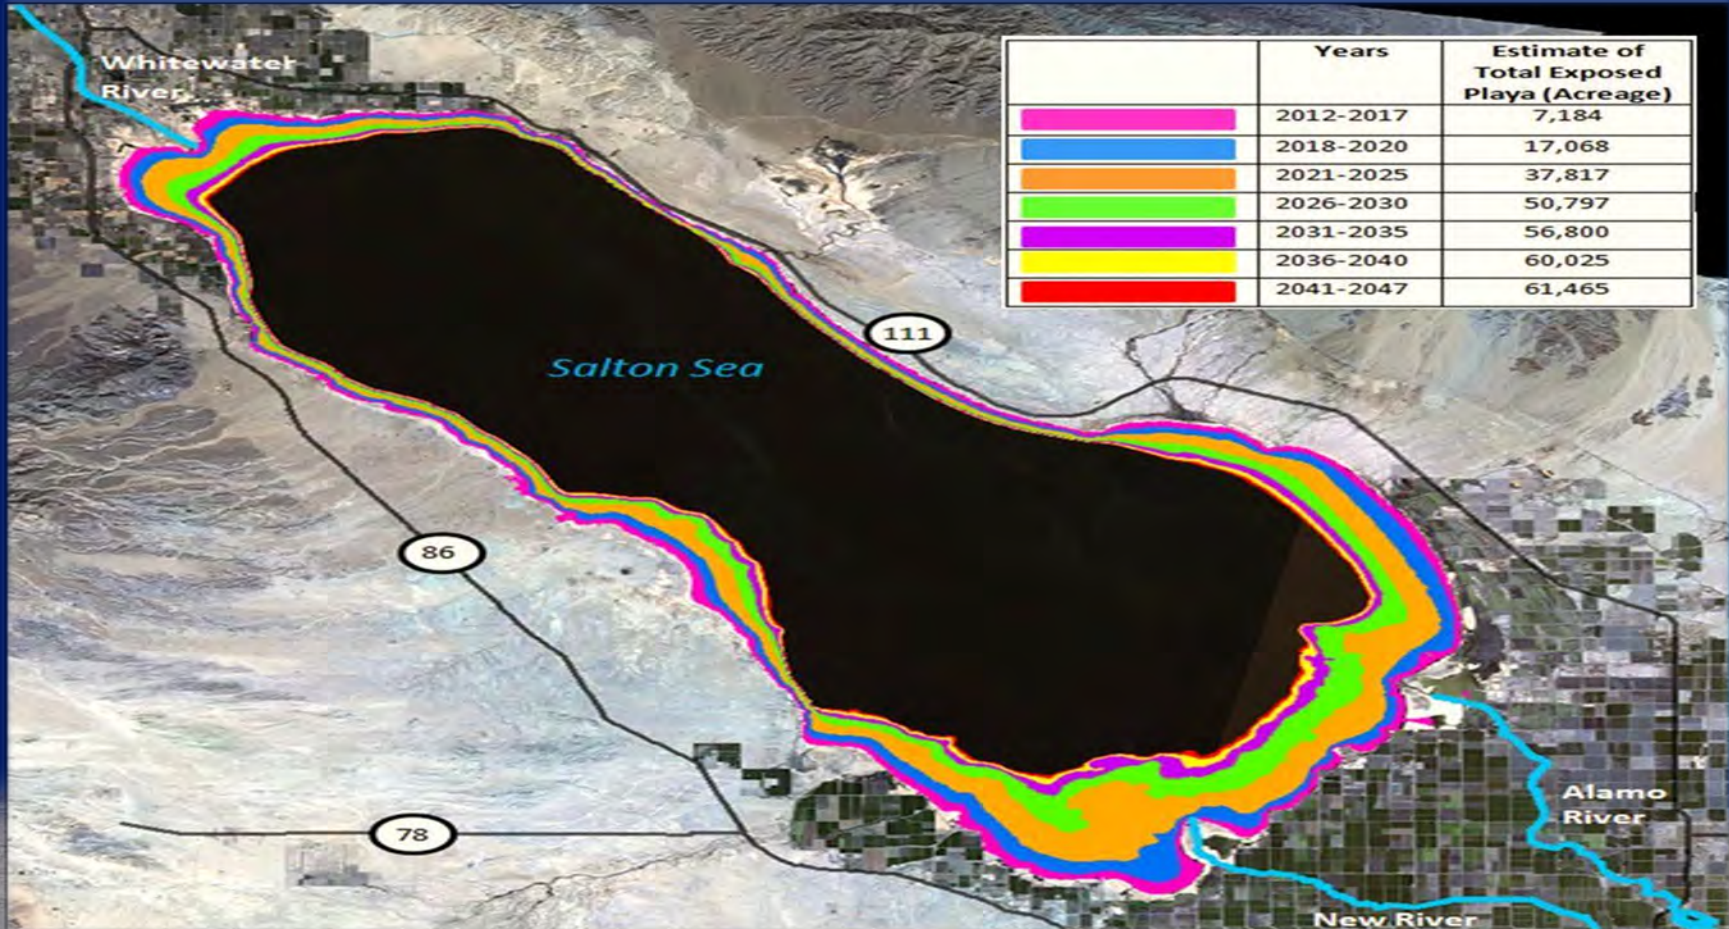 Whitewater
River
Years
Estimate of
Total Exposed
Playa (Acreage)
2012-2017 7,184
2018-2020 17,068
2021-2025 37,817
2026-2030 50,797
2031-2035 56,800
2036-2040 60,025
2041-2047 61,465
111
Salton Sea
86
78
Alamo
River
New River